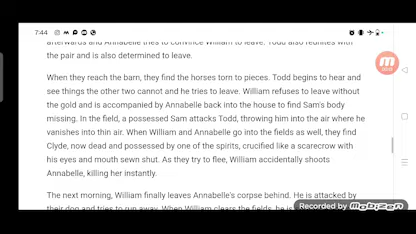 7:44
afterwards and Annabelle tries to convince William to leave. Todd also reunites with
the pair and is also determined to leave.
When they reach the barn, they find the horses torn to pieces. Todd begins to hear and
see things the other two cannot and he tries to leave. William refuses to leave without
the gold and is accompanied by Annabelle back into the house to find Sam's body
missing. In the field, a possessed Sam attacks Todd, throwing him into the air where he
vanishes into thin air. When William and Annabelle go into the fields as well, they find
Clyde, now dead and possessed by one of the spirits, crucified like a scarecrow with
his eyes and mouth sewn shut. As they try to flee, William accidentally shoots
Annabelle, killing her instantly.
The next morning, William finally leaves Annabelle's corpse behind. He is attacked by
their dog and tries to run away. When William clears the fields, he is
Recorded by MOBIZEN